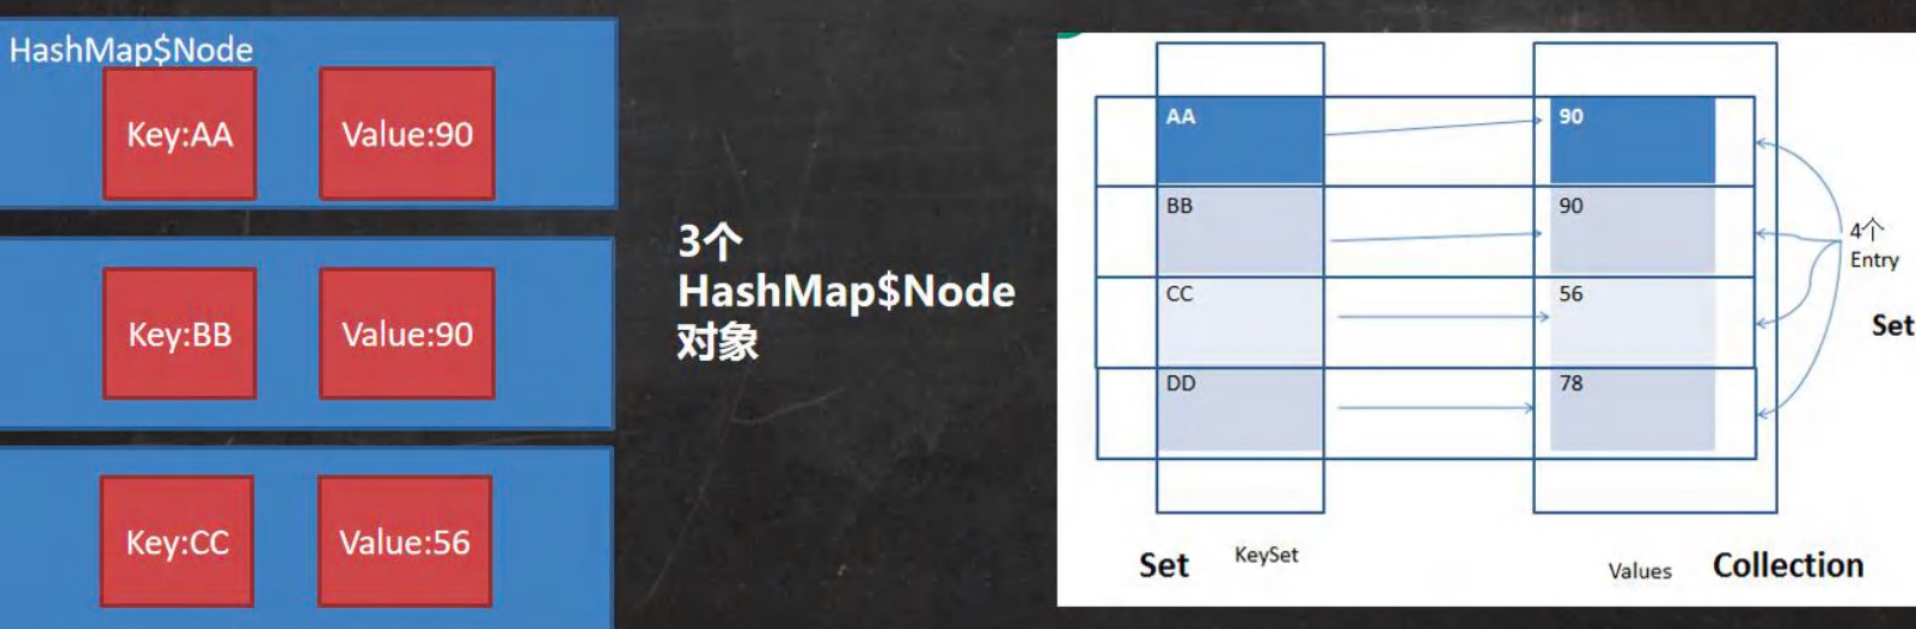 HashMap$Node
Key:AA
Value:90
Key:BB
Value:90
Key:CC
Value:56
3个
HashMap$Node
对象
AA
90
BB
90
CC
56
DD
78
4个
Entry
Set
Set
KeySet
Values
Collection